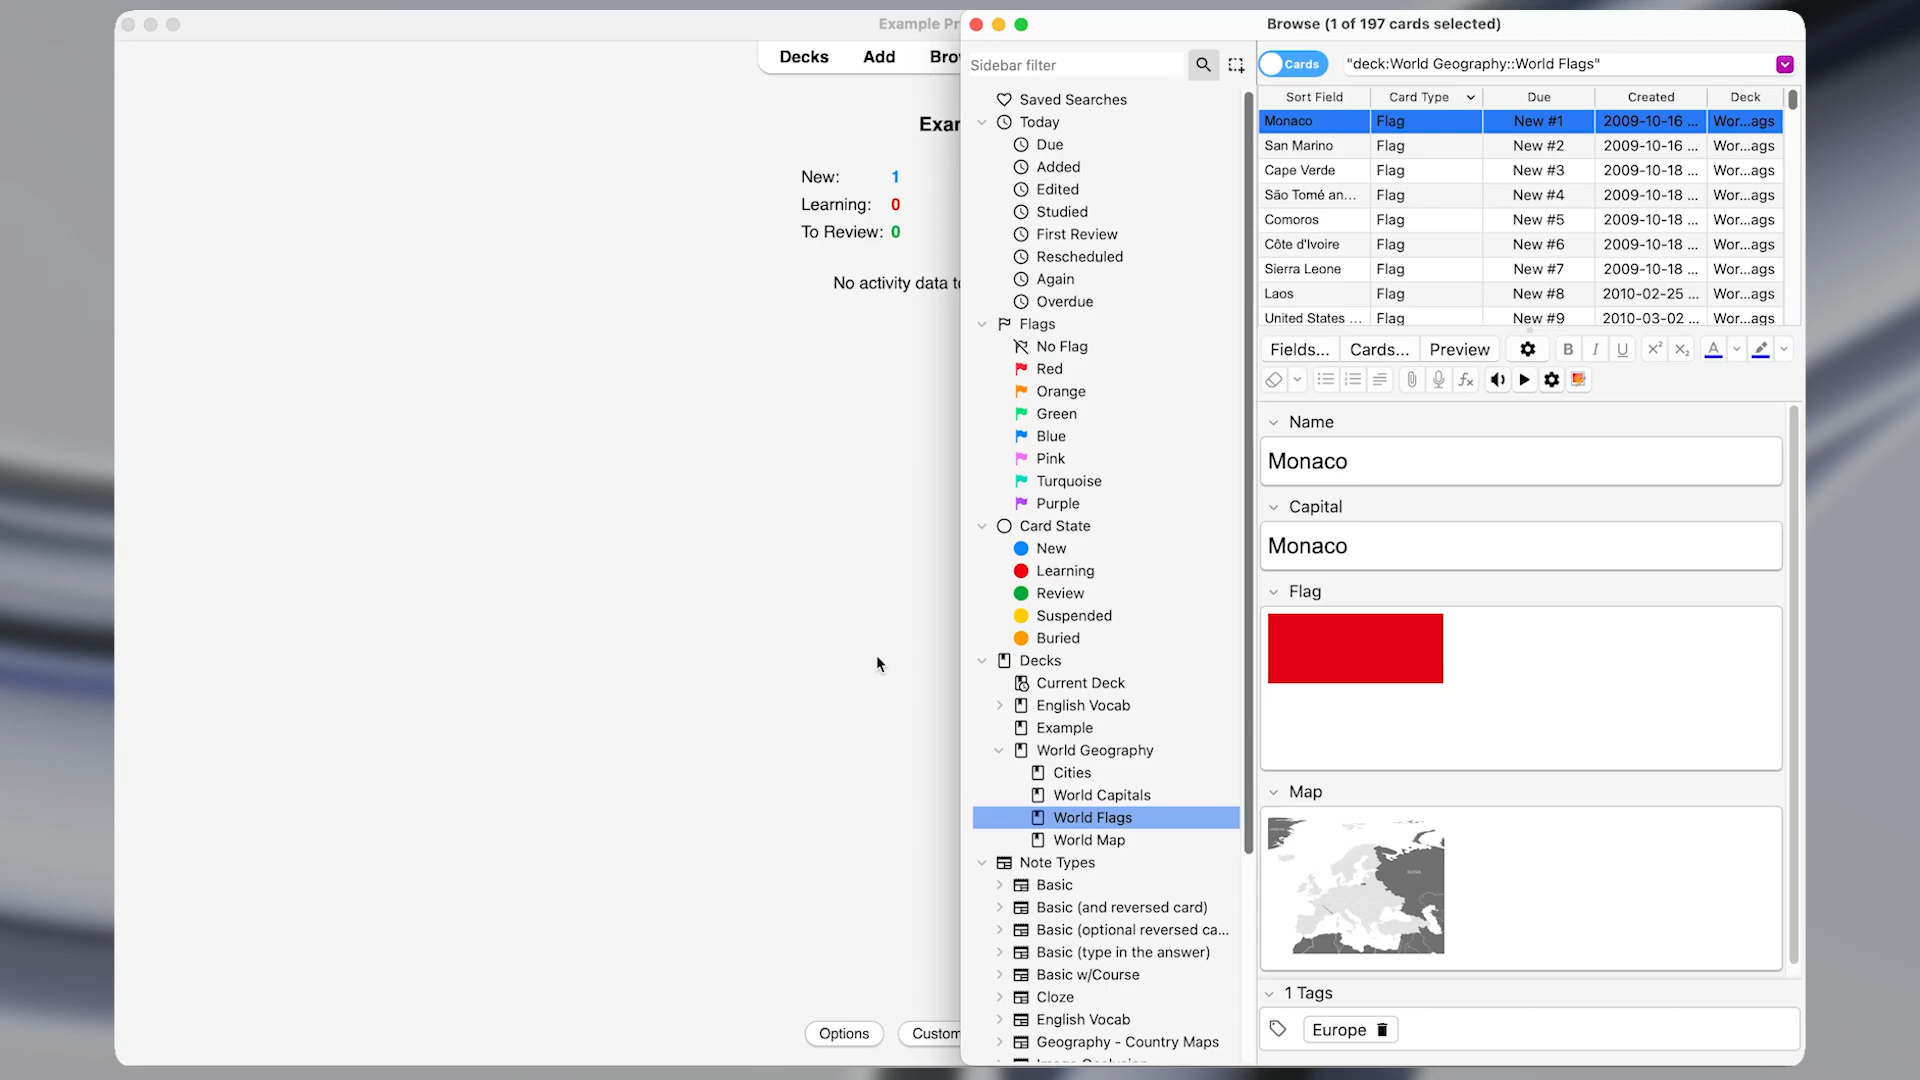 Example Pr
Decks Add Bro
Exar
New: 1
Learning: 0
To Review: 0
No activity data to
Options Custom
Browse (1 of 197 cards selected)
Sidebar filter
Saved Searches
Today
Due
Added
Edited
Studied
First Review
Rescheduled
Again
Overdue
Flags
No Flag
Red
Orange
Green
Blue
Pink
Turquoise
Purple
Card State
New
Learning
Review
Suspended
Buried
Decks
Current Deck
English Vocab
Example
World Geography
Cities
World Capitals
World Flags
World Map
Note Types
Basic
Basic (and reversed card)
Basic (optional reversed ca...
Basic (type in the answer)
Basic w/Course
Cloze
English Vocab
Geography - Country Maps
Cards "deck:World Geography::World Flags"
Sort Field Card Type Due Created Deck
Monaco Flag New #1 2009-10-16 ... Wor...ags
San Marino Flag New #2 2009-10-16 ... Wor...ags
Cape Verde Flag New #3 2009-10-18 ... Wor...ags
São Tomé an... Flag New #4 2009-10-18 ... Wor...ags
Comoros Flag New #5 2009-10-18 ... Wor...ags
Côte d'Ivoire Flag New #6 2009-10-18 ... Wor...ags
Sierra Leone Flag New #7 2009-10-18 ... Wor...ags
Laos Flag New #8 2010-02-25 ... Wor...ags
United States ... Flag New #9 2010-03-02 ... Wor...ags
Fields... Cards... Preview B I U x² x₂ A
fx
Name
Monaco
Capital
Monaco
Flag
Map
RUSSIA
1 Tags
Europe